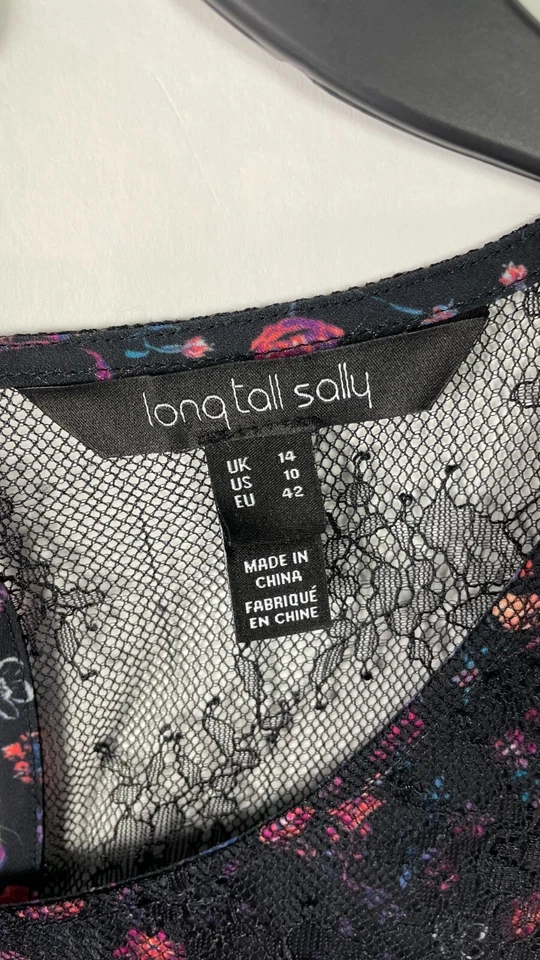 long tall sally
UK 14
US 10
EU 42
MADE IN
CHINA
FABRIQUÉ
EN CHINE